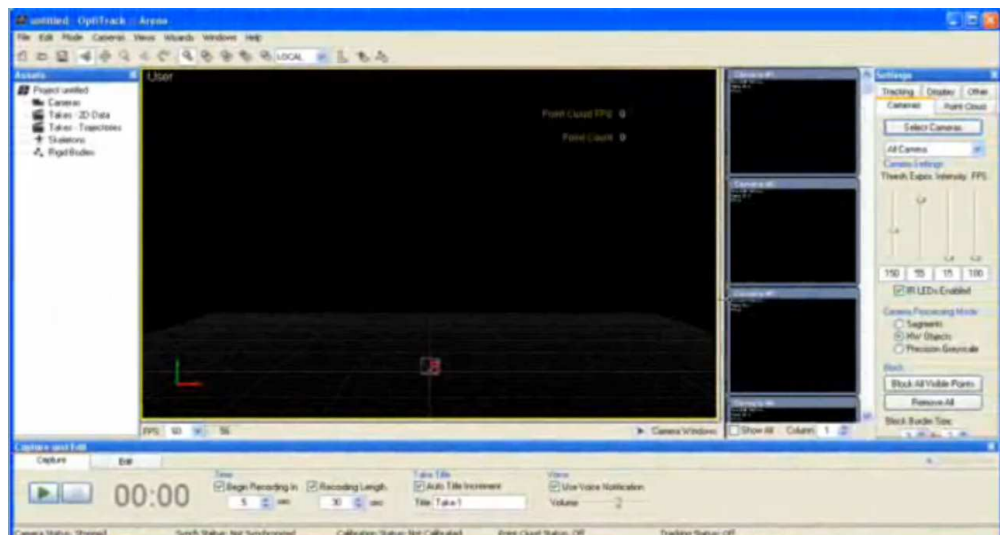 untitled - OptiTrack :: Arena
File Edit Mode Cameras Views Wizards Windows Help
LOCAL
Assets
Project untitled
Cameras
Takes - 2D Data
Takes - Trajectories
Skeletons
Rigid Bodies
User
Point Cloud FPS 0
Point Count 0
FPS
Camera Windows
Show All Column 1
Settings
Tracking Display Other
Cameras Point Cloud
Select Cameras
All Camera
Camera Settings
Thresh. Expos. Intensity FPS
150 55 15 100
IR LEDs Enabled
Camera Processing Mode
Segments
HW Objects
Precision Grayscale
Block
Block All Visible Points
Remove All
Block Border Size
Capture and Edit
Capture Edit
00:00
Time
Begin Recording In
5 sec
Recording Length
30 sec
Take Title
Auto Title Increment
Title: Take 1
Voice
Use Voice Notification
Volume
Camera Status: Stopped Synch Status: Not Synchronized Calibration Status: Not Calibrated Point Cloud Status: Off Tracking Status: Off